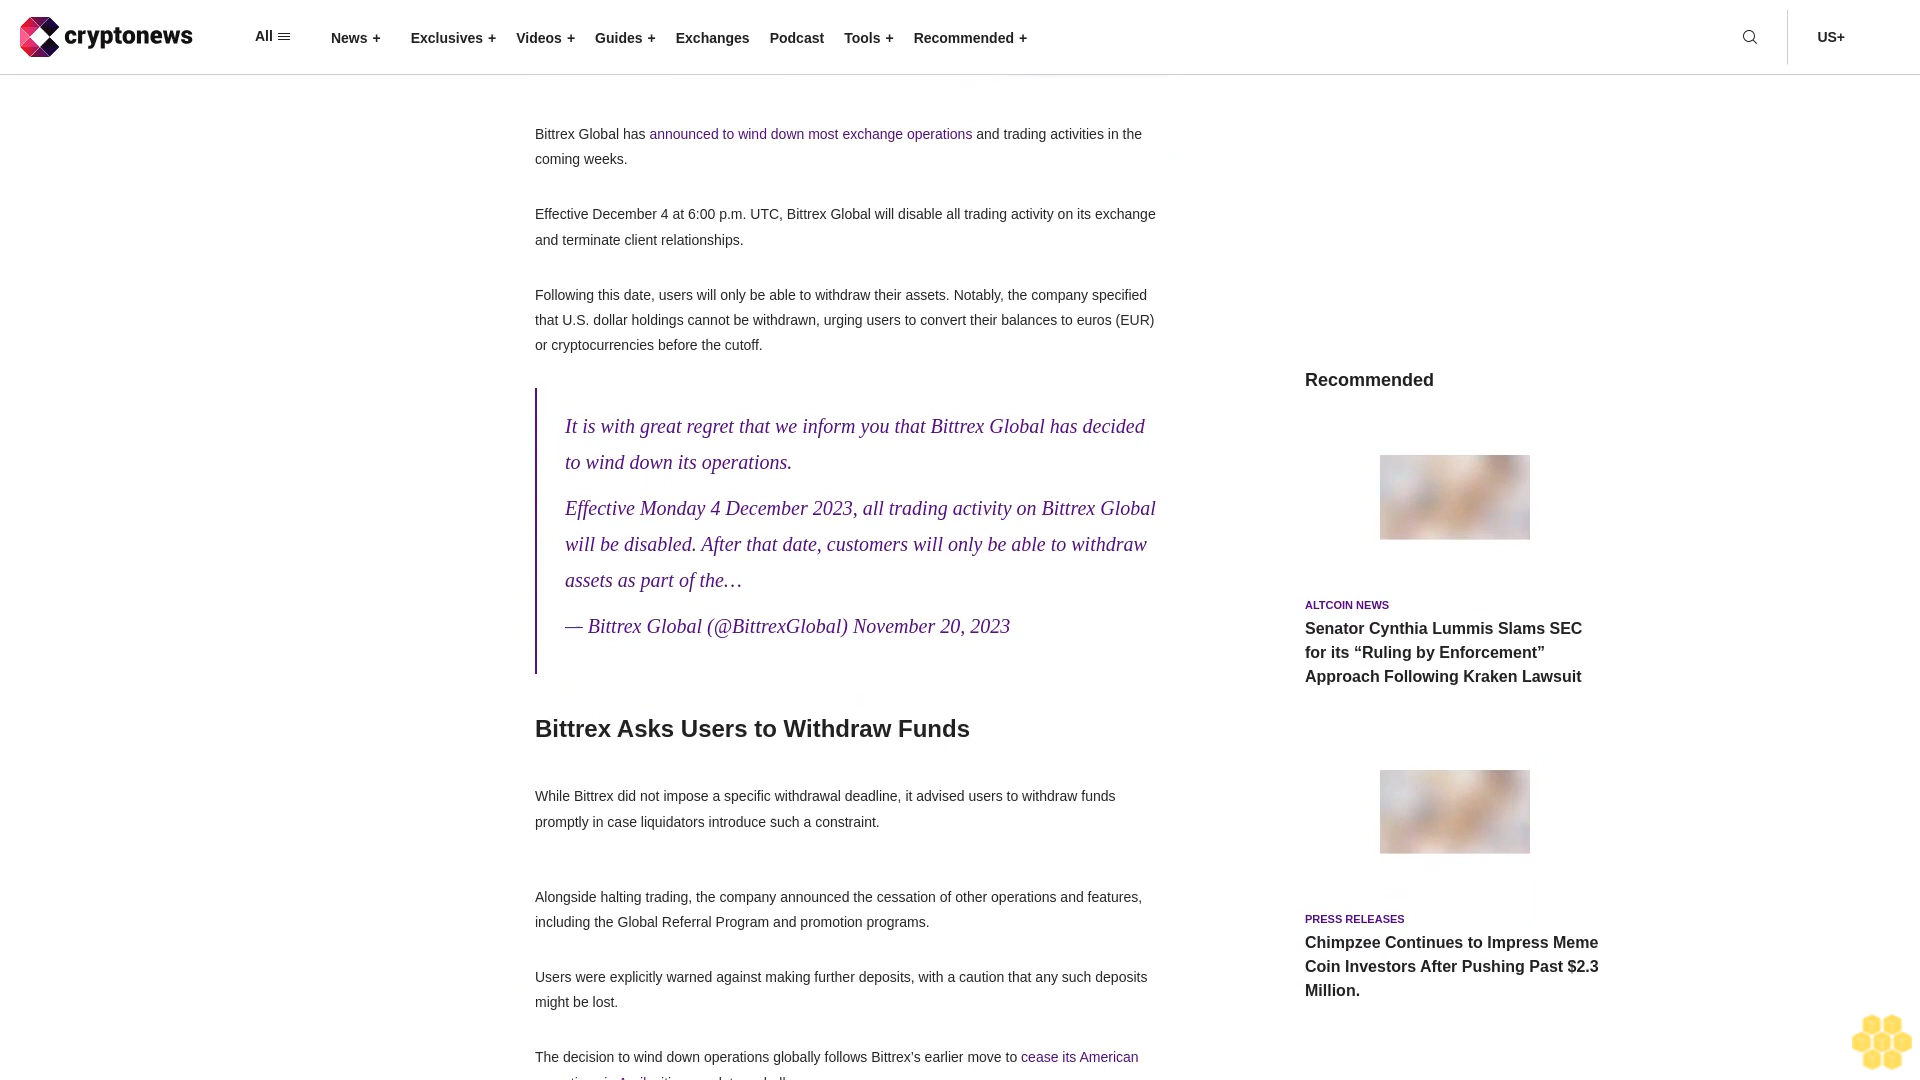 cryptonews
All
News +
Exclusives +
Videos +
Guides +
Exchanges
Podcast
Tools +
Recommended +
US+
Bittrex Global has announced to wind down most exchange operations and trading activities in the
coming weeks.
Effective December 4 at 6:00 p.m. UTC, Bittrex Global will disable all trading activity on its exchange
and terminate client relationships.
Following this date, users will only be able to withdraw their assets. Notably, the company specified
that U.S. dollar holdings cannot be withdrawn, urging users to convert their balances to euros (EUR)
or cryptocurrencies before the cutoff.
It is with great regret that we inform you that Bittrex Global has decided
to wind down its operations.
Effective Monday 4 December 2023, all trading activity on Bittrex Global
will be disabled. After that date, customers will only be able to withdraw
assets as part of the…
— Bittrex Global (@BittrexGlobal) November 20, 2023
Bittrex Asks Users to Withdraw Funds
While Bittrex did not impose a specific withdrawal deadline, it advised users to withdraw funds
promptly in case liquidators introduce such a constraint.
Alongside halting trading, the company announced the cessation of other operations and features,
including the Global Referral Program and promotion programs.
Users were explicitly warned against making further deposits, with a caution that any such deposits
might be lost.
The decision to wind down operations globally follows Bittrex's earlier move to cease its American
Recommended
ALTCOIN NEWS
Senator Cynthia Lummis Slams SEC
for its “Ruling by Enforcement”
Approach Following Kraken Lawsuit
PRESS RELEASES
Chimpzee Continues to Impress Meme
Coin Investors After Pushing Past $2.3
Million.